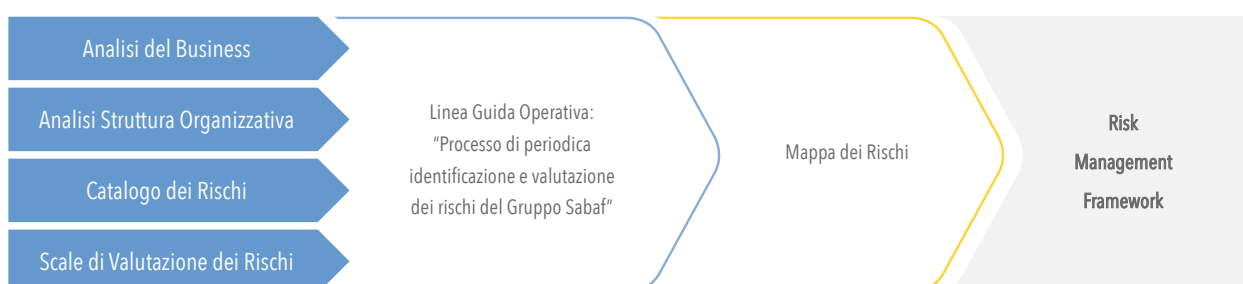 Analisi del Business
Analisi Struttura Organizzativa
Catalogo dei Rischi
Scale di Valutazione dei Rischi
Linea Guida Operativa:
“Processo di periodica
identificazione e valutazione
dei rischi del Gruppo Sabaf”
Mappa dei Rischi
Risk
Management
Framework